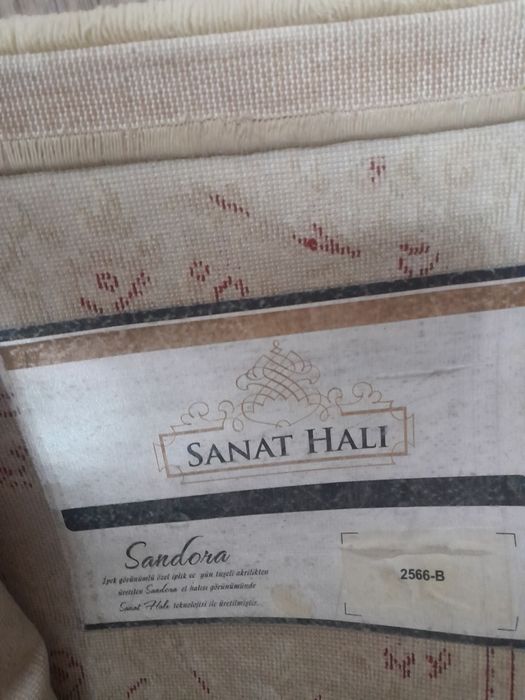 SANAT HALI
Sandora
İpek görünümlü özel iplik ve yün tuşeli akrilikten
üretilen Sandora el halısı görünümünde
Sanat Halı teknolojisi ile üretilmiştir.
2566-B